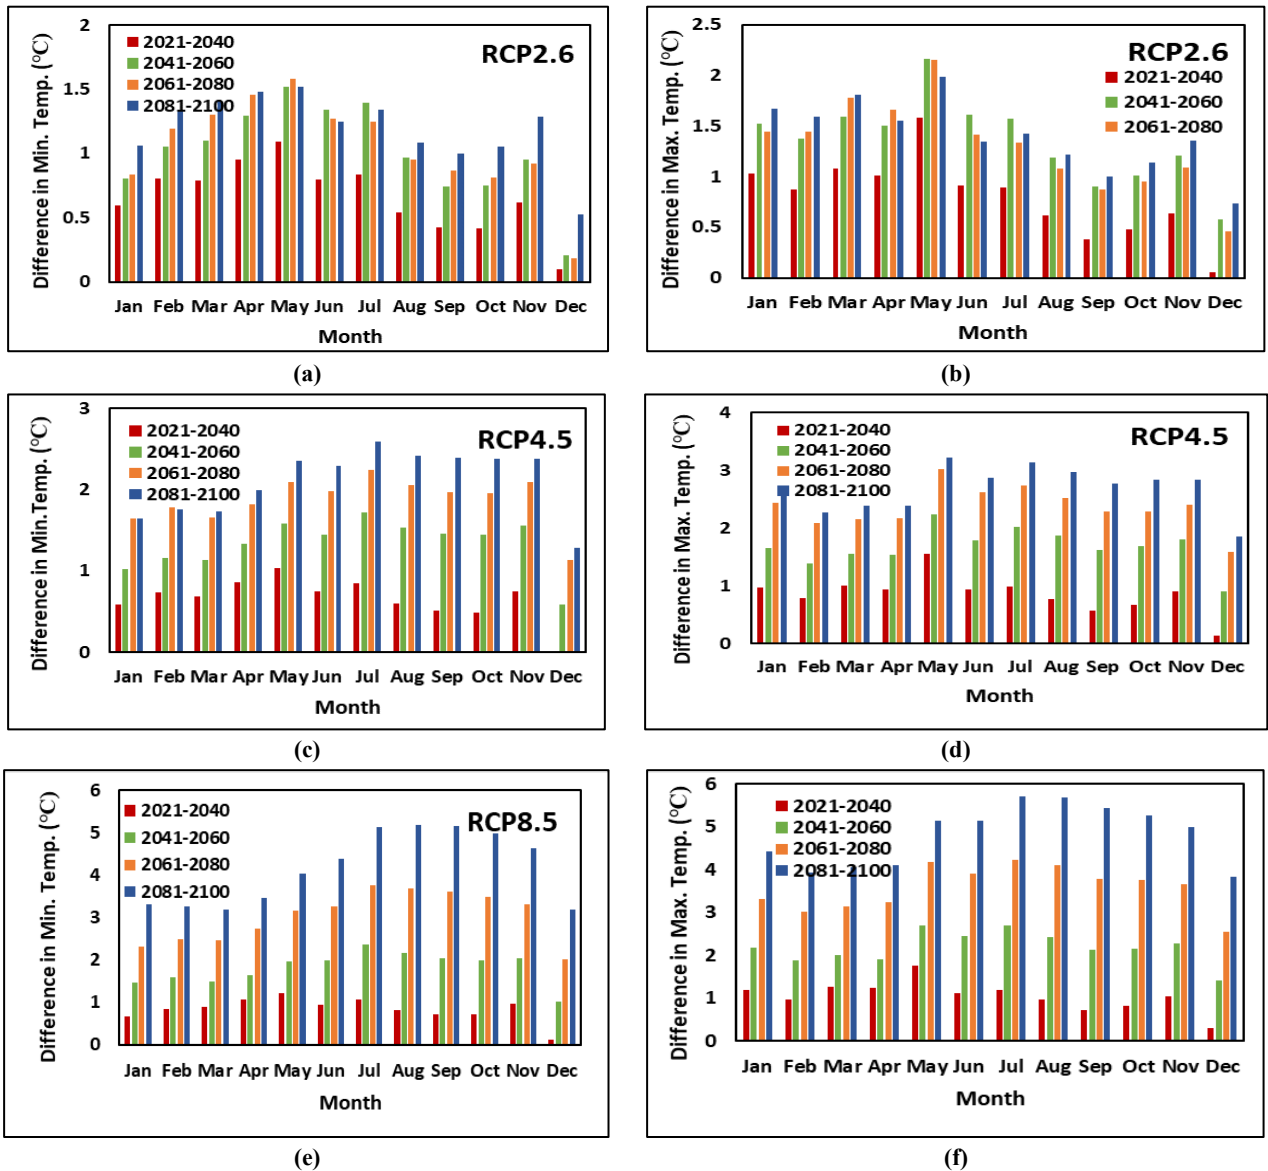 Difference in Min. Temp. (°C)
2
1.5
1
0.5
0
2021-2040
2041-2060
2061-2080
2081-2100
RCP2.6
Jan Feb Mar Apr May Jun Jul Aug Sep Oct Nov Dec
Month
(a)
Difference in Max. Temp. (°C)
2.5
2
1.5
1
0.5
0
RCP2.6
2021-2040
2041-2060
2061-2080
Jan Feb Mar Apr May Jun Jul Aug Sep Oct Nov Dec
Month
(b)
Difference in Min.Temp. (°C)
3
2
1
0
2021-2040
2041-2060
2061-2080
2081-2100
RCP4.5
Jan Feb Mar Apr May Jun Jul Aug Sep Oct Nov Dec
Month
(c)
Difference in Max. Temp. (°C)
4
3
2
1
0
2021-2040
2041-2060
2061-2080
2081-2100
RCP4.5
Jan Feb Mar Apr May Jun Jul Aug Sep Oct Nov Dec
Month
(d)
Difference in Min. Temp. (°C)
6
5
4
3
2
1
0
2021-2040
2041-2060
2061-2080
2081-2100
RCP8.5
Jan Feb Mar Apr May Jun Jul Aug Sep Oct Nov Dec
Month
(e)
Difference in Max. Temp. (°C)
6
5
4
3
2
1
0
2021-2040
2041-2060
2061-2080
2081-2100
Jan Feb Mar Apr May Jun Jul Aug Sep Oct Nov Dec
Month
(f)